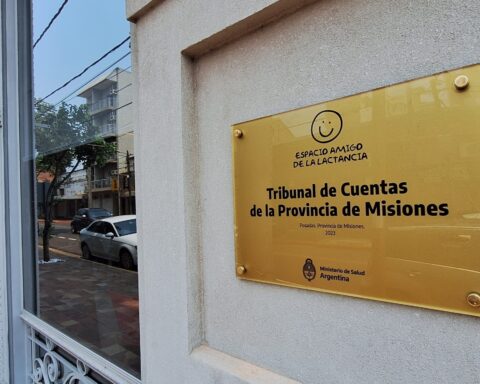 ESPACIO AMIGO
DE LA LACTANCIA
Tribunal de Cuentas
de la Provincia de Misiones
Posadas, Provincia de Misiones,
2023
Ministerio de Salud
Argentina